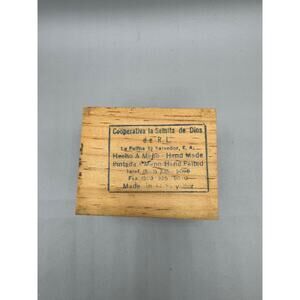 Cooperativa la Semilla de Dios
de R.L.
La Palma El Salvador, C. A.
Hecho A Mano - Hand Made
Pintado A Mano Hand Painted
Made in El Salvador